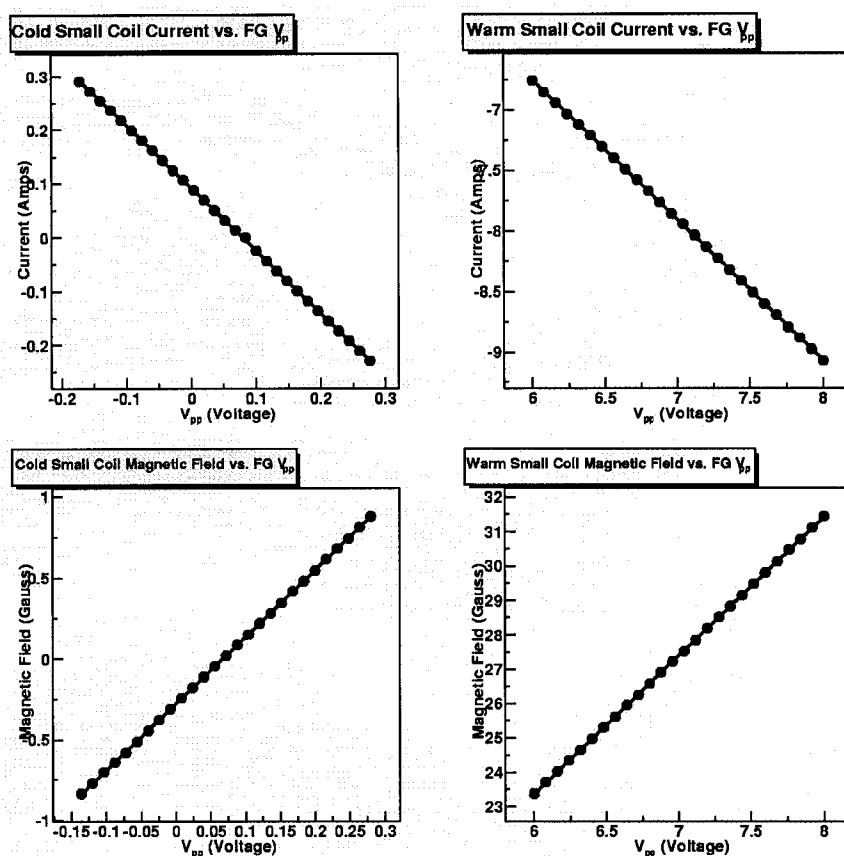 Cold Small Coil Current vs. FG Vpp
Current (Amps)
0.3
0.2
0.1
0
-0.1
-0.2
-0.2 -0.1 0 0.1 0.2 0.3
Vpp (Voltage)
Warm Small Coil Current vs. FG Vpp
Current (Amps)
-7
-7.5
-8
-8.5
-9
6 6.5 7 7.5 8
Vpp (Voltage)
Cold Small Coil Magnetic Field vs. FG Vpp
Magnetic Field (Gauss)
1
0.5
0
-0.5
-1
-0.15 -0.1 -0.05 0 0.05 0.1 0.15 0.2 0.25 0.3
Vpp (Voltage)
Warm Small Coil Magnetic Field vs. FG Vpp
Magnetic Field (Gauss)
32
31
30
29
28
27
26
25
24
23
6 6.5 7 7.5 8
Vpp (Voltage)